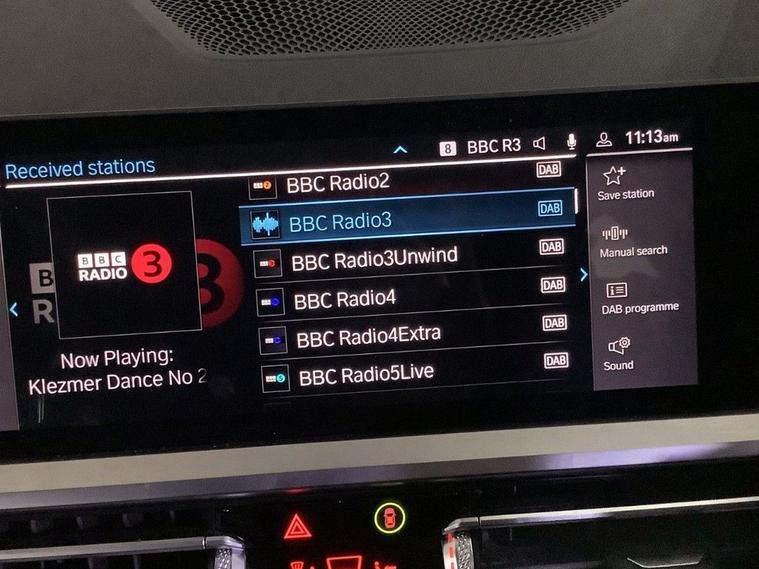 8 BBC R3 11:13am
Received stations
BBC RADIO 3
Now Playing:
Klezmer Dance No 2
BBC Radio2 DAB
BBC Radio3 DAB
BBC Radio3Unwind DAB
BBC Radio4 DAB
BBC Radio4Extra DAB
BBC Radio5Live DAB
Save station
Manual search
DAB programme
Sound